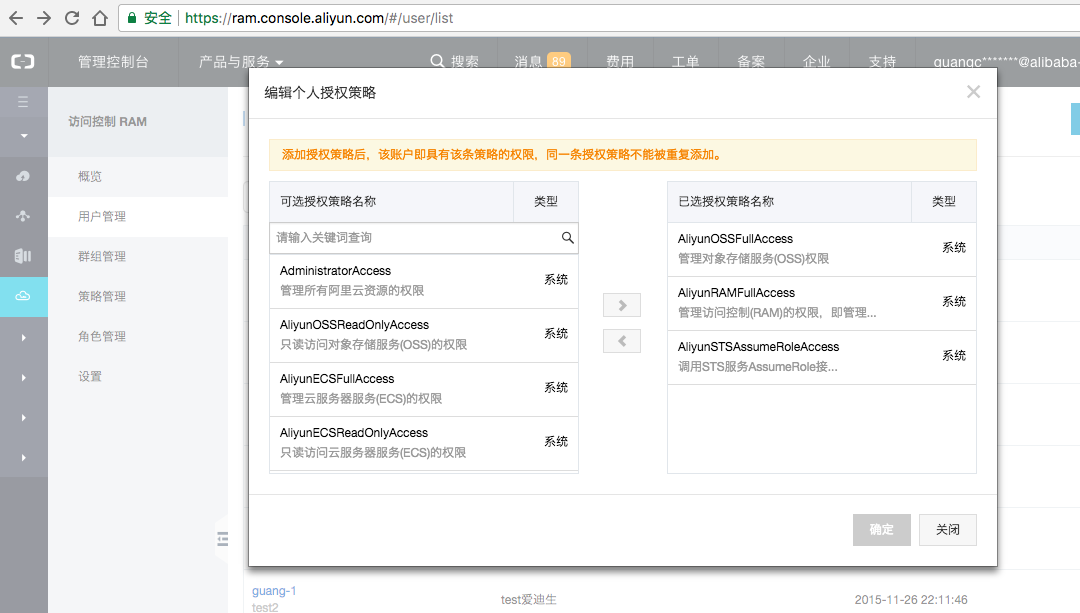 安全 https://ram.console.aliyun.com/#/user/list
管理控制台 产品与服务 搜索 消息 89 费用 工单 备案 企业 支持 guangc*******@alibaba-
编辑个人授权策略
访问控制 RAM
概览
用户管理
群组管理
策略管理
角色管理
设置
添加授权策略后，该账户即具有该条策略的权限，同一条授权策略不能被重复添加。
可选授权策略名称 类型
请输入关键词查询
AdministratorAccess 系统
管理所有阿里云资源的权限
AliyunOSSReadOnlyAccess 系统
只读访问对象存储服务(OSS)的权限
AliyunECSFullAccess 系统
管理云服务器服务(ECS)的权限
AliyunECSReadOnlyAccess 系统
只读访问云服务器服务(ECS)的权限
已选授权策略名称 类型
AliyunOSSFullAccess 系统
管理对象存储服务(OSS)权限
AliyunRAMFullAccess 系统
管理访问控制(RAM)的权限，即管理...
AliyunSTSAssumeRoleAccess 系统
调用STS服务AssumeRole接...
确定 关闭
guang-1 test爱迪生 2015-11-26 22:11:46
test2